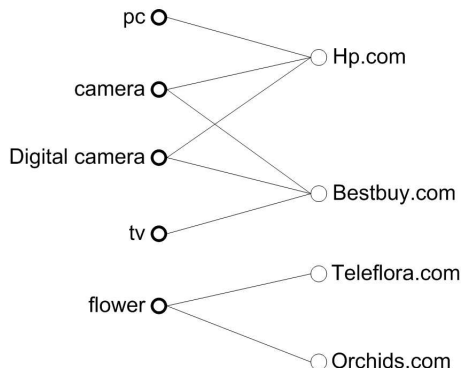 pc
camera
Digital camera
tv
flower
Hp.com
Bestbuy.com
Teleflora.com
Orchids.com